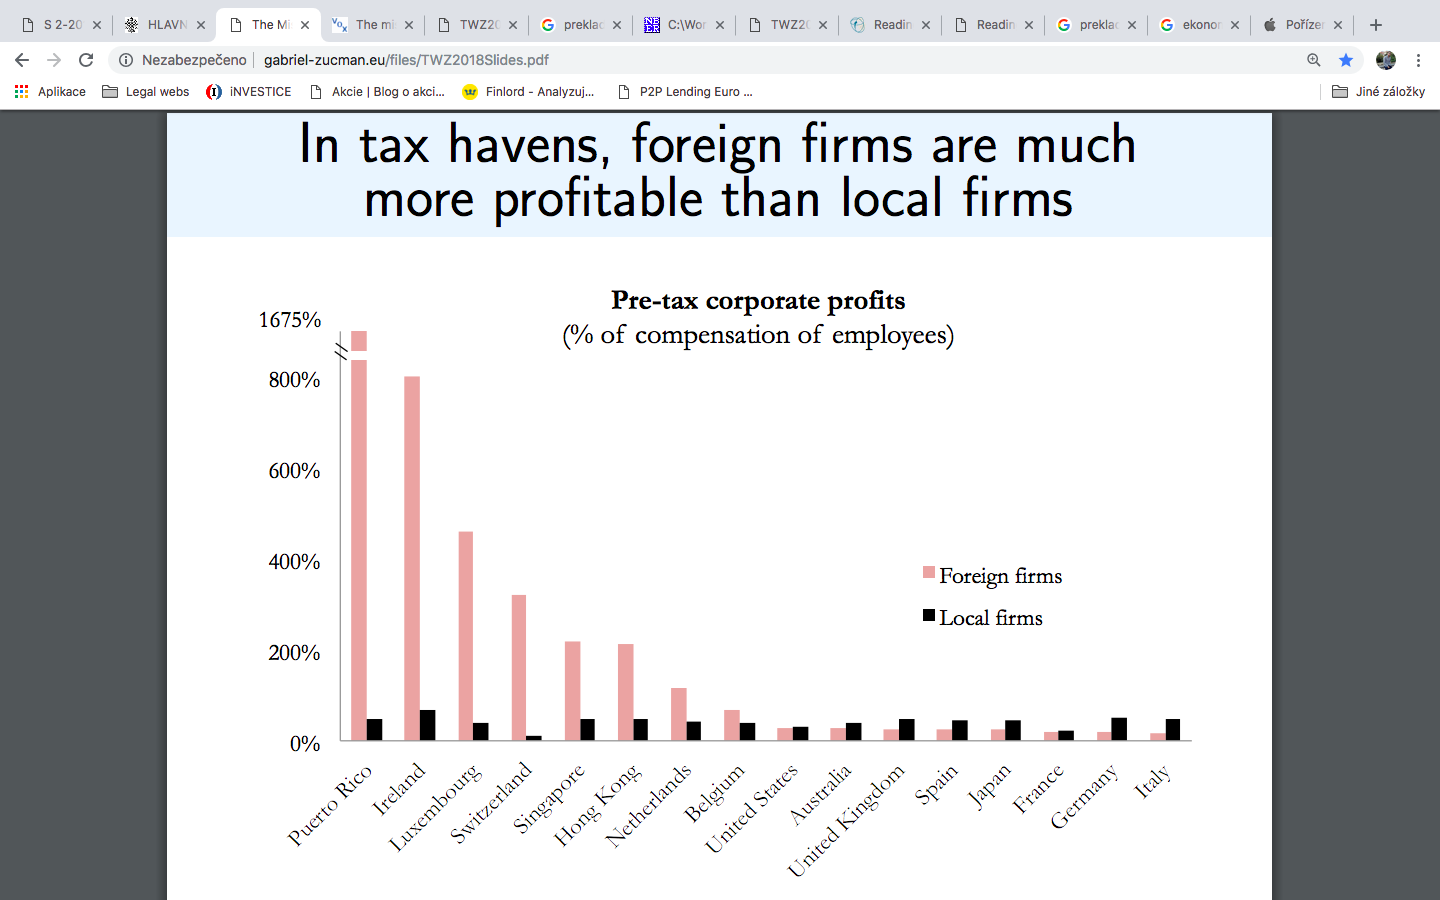 S 2-20
HLAVN
The Mi
The mi
TWZ20
preklad
C:\Wor
TWZ20
Readin
Readin
preklac
ekonor
Pořízen
Nezabezpečeno
gabriel-zucman.eu/files/TWZ2018Slides.pdf
Aplikace
Legal webs
iNVESTICE
Akcie | Blog o akci...
Finlord - Analyzuj...
P2P Lending Euro ...
Jiné záložky
In tax havens, foreign firms are much
more profitable than local firms
Pre-tax corporate profits
(% of compensation of employees)
1675%
800%
600%
400%
200%
0%
Foreign firms
Local firms
Puerto Rico
Ireland
Luxembourg
Switzerland
Singapore
Hong Kong
Netherlands
Belgium
United States
Australia
United Kingdom
Spain
Japan
France
Germany
Italy